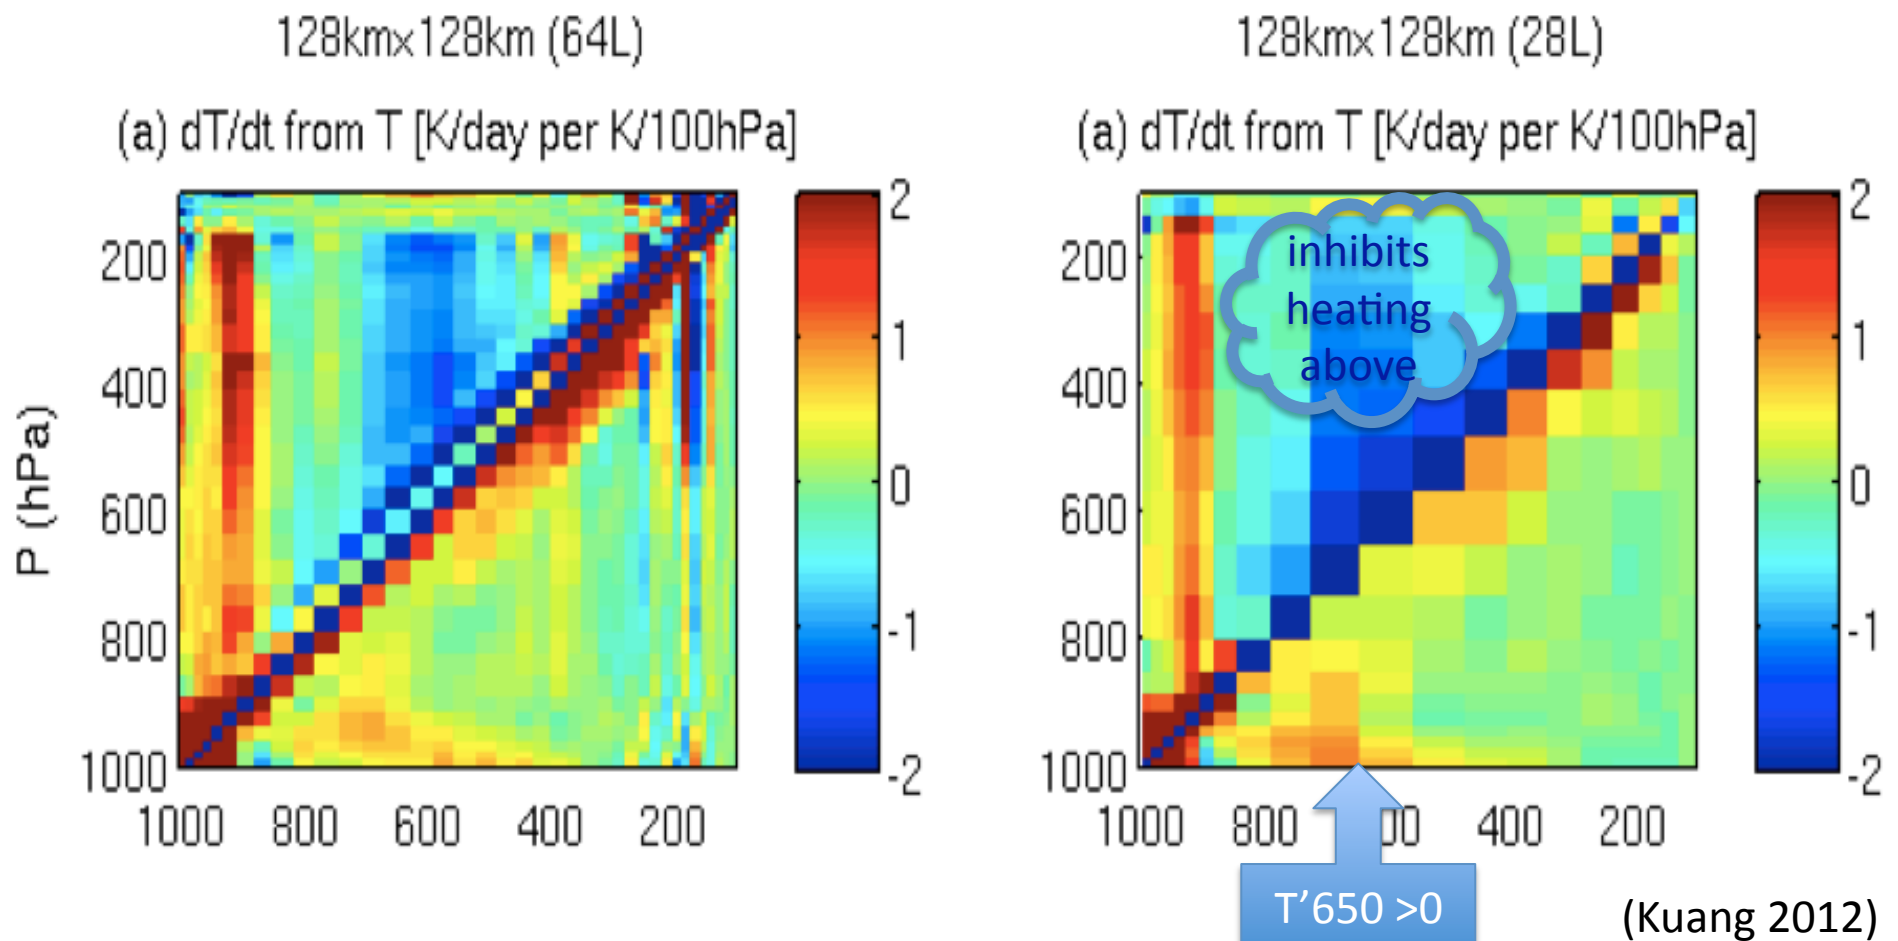 128km×128km (64L)
(a) dT/dt from T [K/day per K/100hPa]
P (hPa)
200
400
600
800
1000
1000 800 600 400 200
2
1
0
-1
-2
128km×128km (28L)
(a) dT/dt from T [K/day per K/100hPa]
inhibits
heating
above
200
400
600
800
1000
1000 800 00 400 200
2
1
0
-1
-2
T’650 >0
(Kuang 2012)